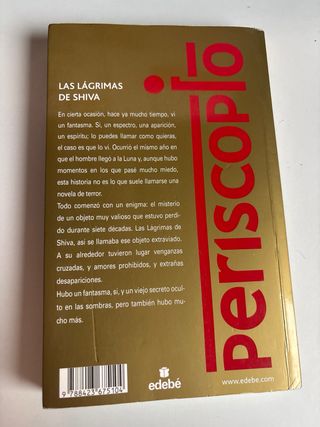 LAS LÁGRIMAS
DE SHIVA
En cierta ocasión, hace ya mucho tiempo, vi
un fantasma. Sí, un espectro, una aparición,
un espíritu; lo puedes llamar como quieras,
el caso es que lo vi. Ocurrió el mismo año en
que el hombre llegó a la Luna y, aunque hubo
momentos en los que pasé mucho miedo,
esta historia no es lo que suele llamarse una
novela de terror.
Todo comenzó con un enigma: el misterio
de un objeto muy valioso que estuvo perdi-
do durante siete décadas. Las Lágrimas de
Shiva, así se llamaba ese objeto extraviado.
A su alrededor tuvieron lugar venganzas
cruzadas, y amores prohibidos, y extrañas
desapariciones.
Hubo un fantasma, sí, y un viejo secreto ocul-
to en las sombras, pero también hubo mu-
cho más.
periscopio
9 788423 675104
edebé
www.edebe.com